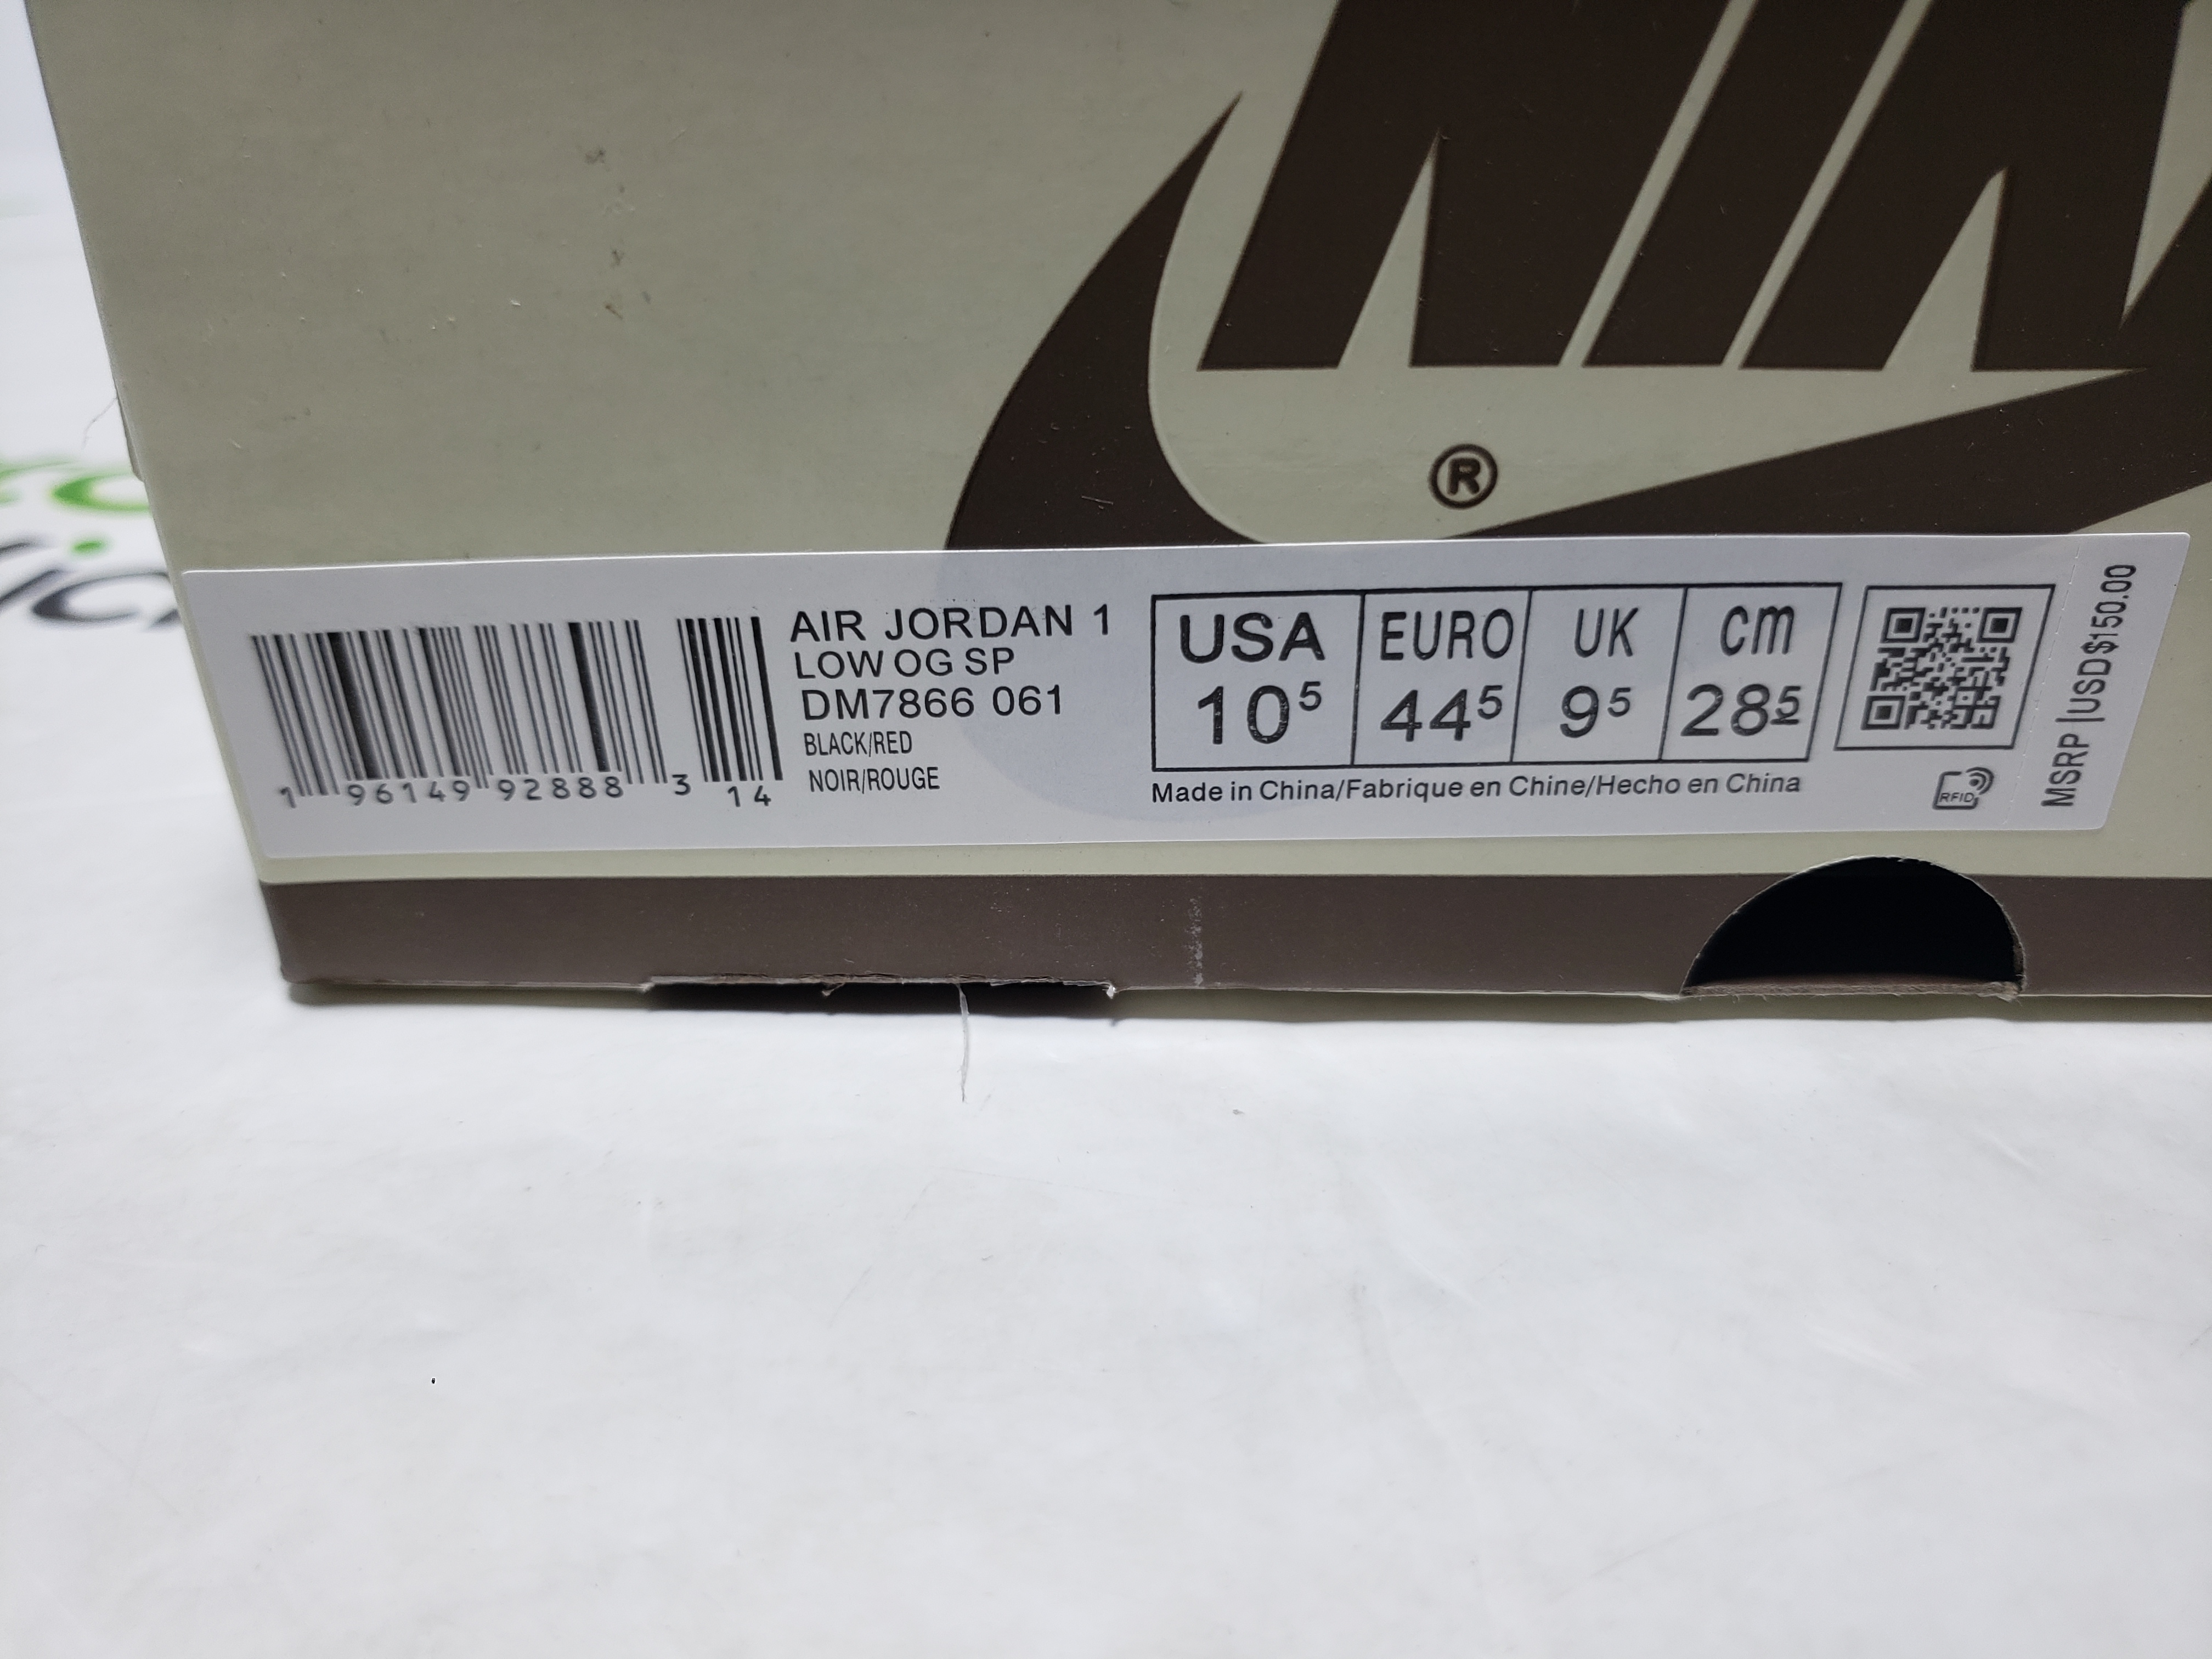 ®
AIR JORDAN 1
LOW OG SP
DM7866 061
BLACK/RED
NOIR/ROUGE
1 96149 92888 3 14
USA EURO UK cm
10⁵ 44⁵ 9⁵ 28⁵
Made in China/Fabrique en Chine/Hecho en China
RFID
MSRP |USD$150.00